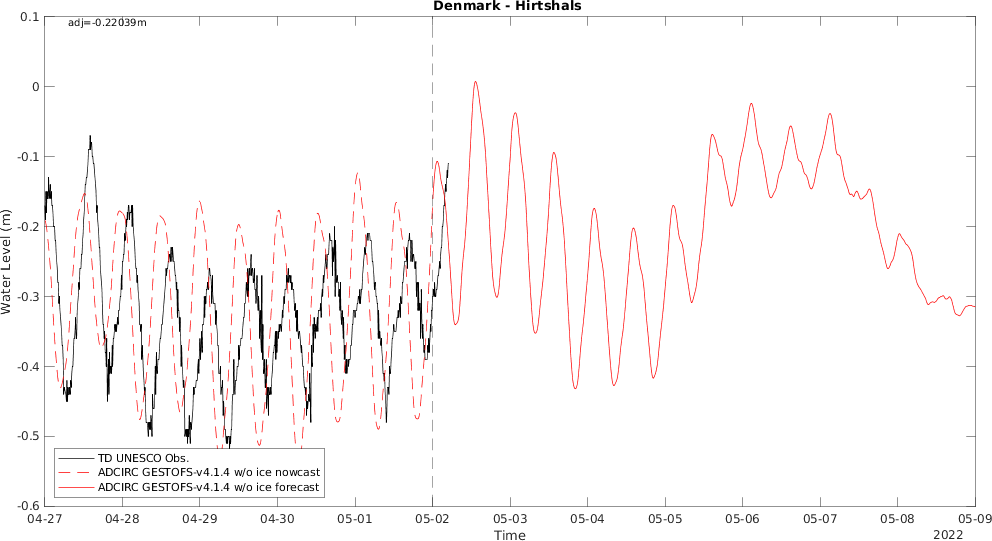 Denmark - Hirtshals
adj=-0.22039m
0.1
0
-0.1
-0.2
-0.3
-0.4
-0.5
-0.6
Water Level (m)
TD UNESCO Obs.
ADCIRC GESTOFS-v4.1.4 w/o ice nowcast
ADCIRC GESTOFS-v4.1.4 w/o ice forecast
04-27 04-28 04-29 04-30 05-01 05-02 05-03 05-04 05-05 05-06 05-07 05-08 05-09
Time
2022